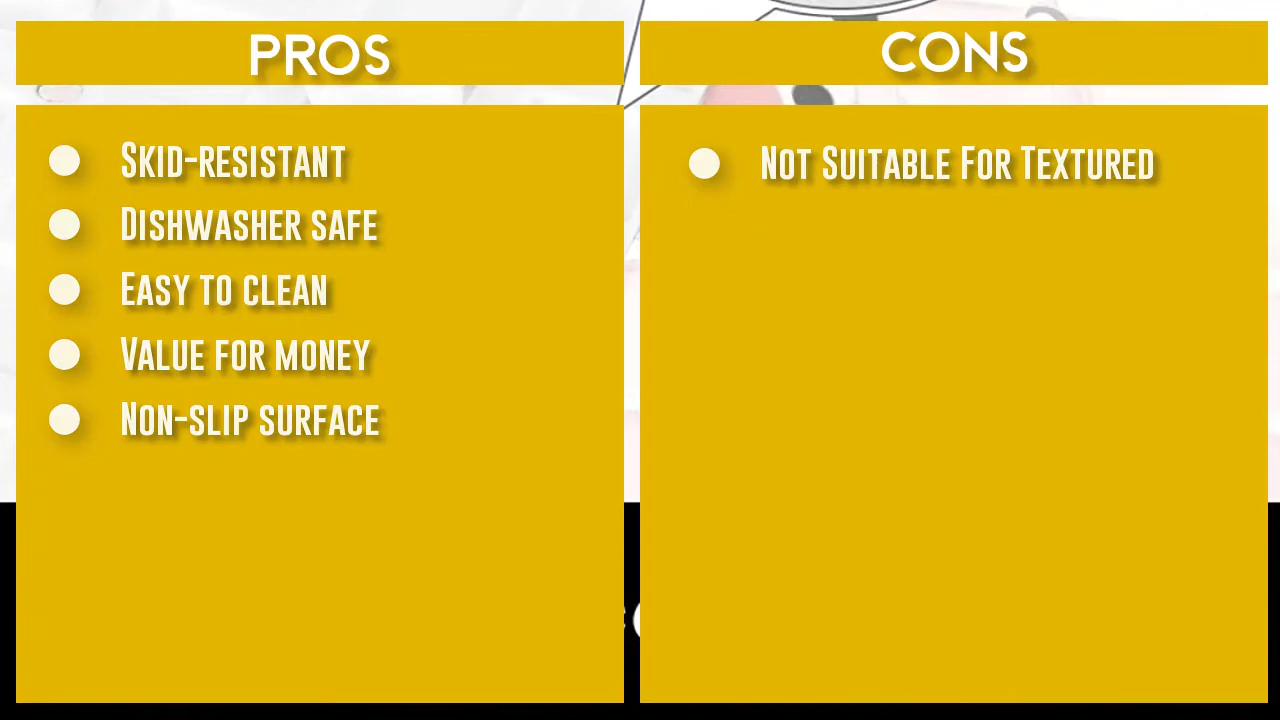 PROS
Skid-resistant
Dishwasher safe
Easy to clean
Value for money
Non-slip surface
CONS
Not Suitable For Textured